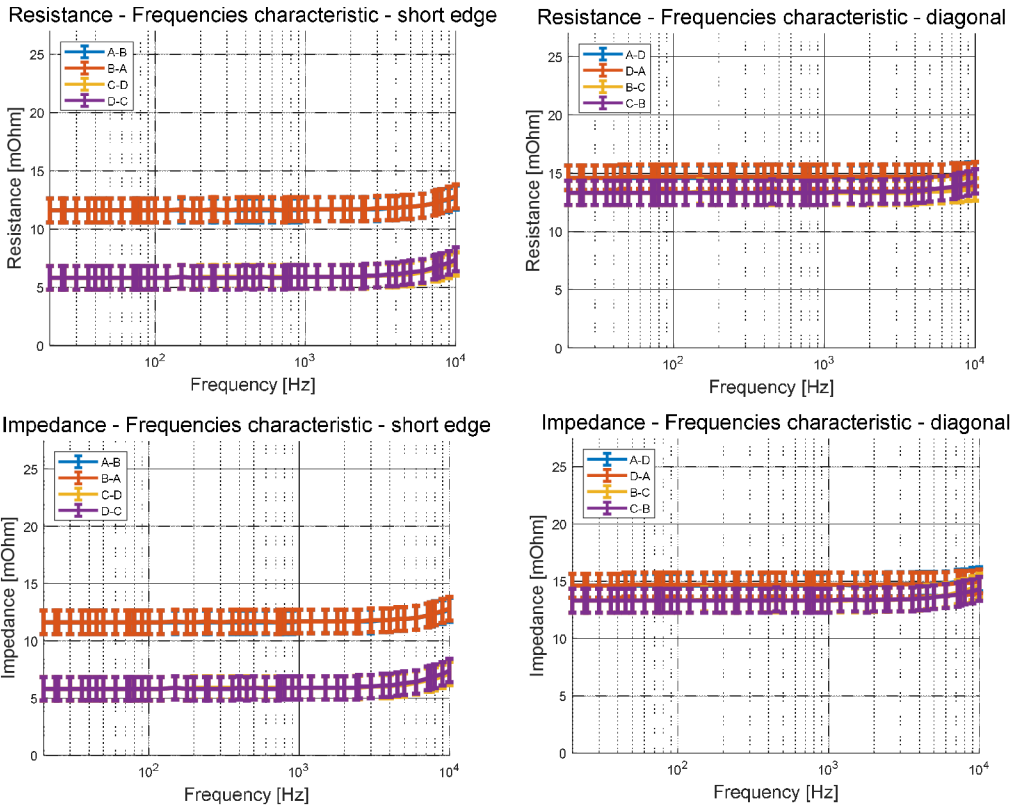 Resistance - Frequencies characteristic - short edge
Resistance [mOhm]
25
20
15
10
5
0
A-B
B-A
C-D
D-C
10²
10³
10⁴
Frequency [Hz]
Resistance - Frequencies characteristic - diagonal
Resistance [mOhm]
25
20
15
10
5
0
A-D
D-A
B-C
C-B
10²
10³
10⁴
Frequency [Hz]
Impedance - Frequencies characteristic - short edge
Impedance [mOhm]
25
20
15
10
5
0
A-B
B-A
C-D
D-C
10²
10³
10⁴
Frequency [Hz]
Impedance - Frequencies characteristic - diagonal
Impedance [mOhm]
25
20
15
10
5
0
A-D
D-A
B-C
C-B
10²
10³
10⁴
Frequency [Hz]